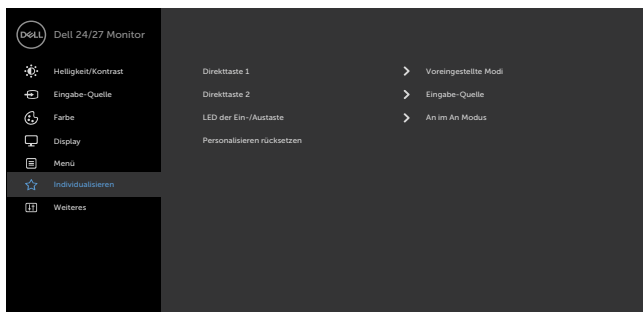 DELL Dell 24/27 Monitor
Helligkeit/Kontrast Direkttaste 1 Voreingestellte Modi
Eingabe-Quelle Direkttaste 2 Eingabe-Quelle
Farbe LED der Ein-/Austaste An im An Modus
Display Personalisieren rücksetzen
Menü
Individualisieren
Weiteres